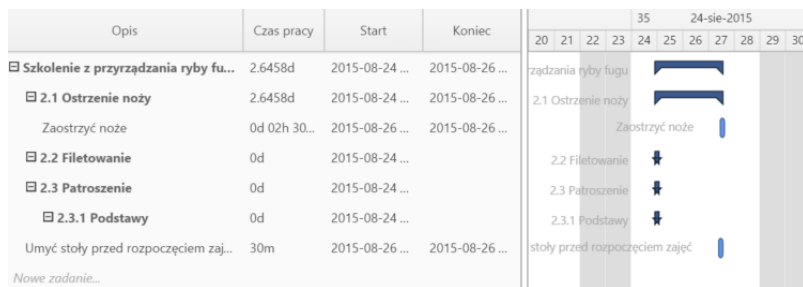 Opis Czas pracy Start Koniec
35 24-sie-2015
20 21 22 23 24 25 26 27 28 29 30
Szkolenie z przyrządzania ryby fu... 2.6458d 2015-08-24 ... 2015-08-26 ... rządzania ryby fugu
2.1 Ostrzenie noży 2.6458d 2015-08-24 ... 2015-08-26 ... 2.1 Ostrzenie noży
Zaostrzyć noże 0d 02h 30... 2015-08-26 ... 2015-08-26 ... Zaostrzyć noże
2.2 Filetowanie 0d 2015-08-24 ... 2.2 Filetowanie
2.3 Patroszenie 0d 2015-08-24 ... 2.3 Patroszenie
2.3.1 Podstawy 0d 2015-08-24 ... 2.3.1 Podstawy
Umyć stoły przed rozpoczęciem zaj... 30m 2015-08-26 ... 2015-08-26 ... stoły przed rozpoczęciem zajęć
Nowe zadanie...